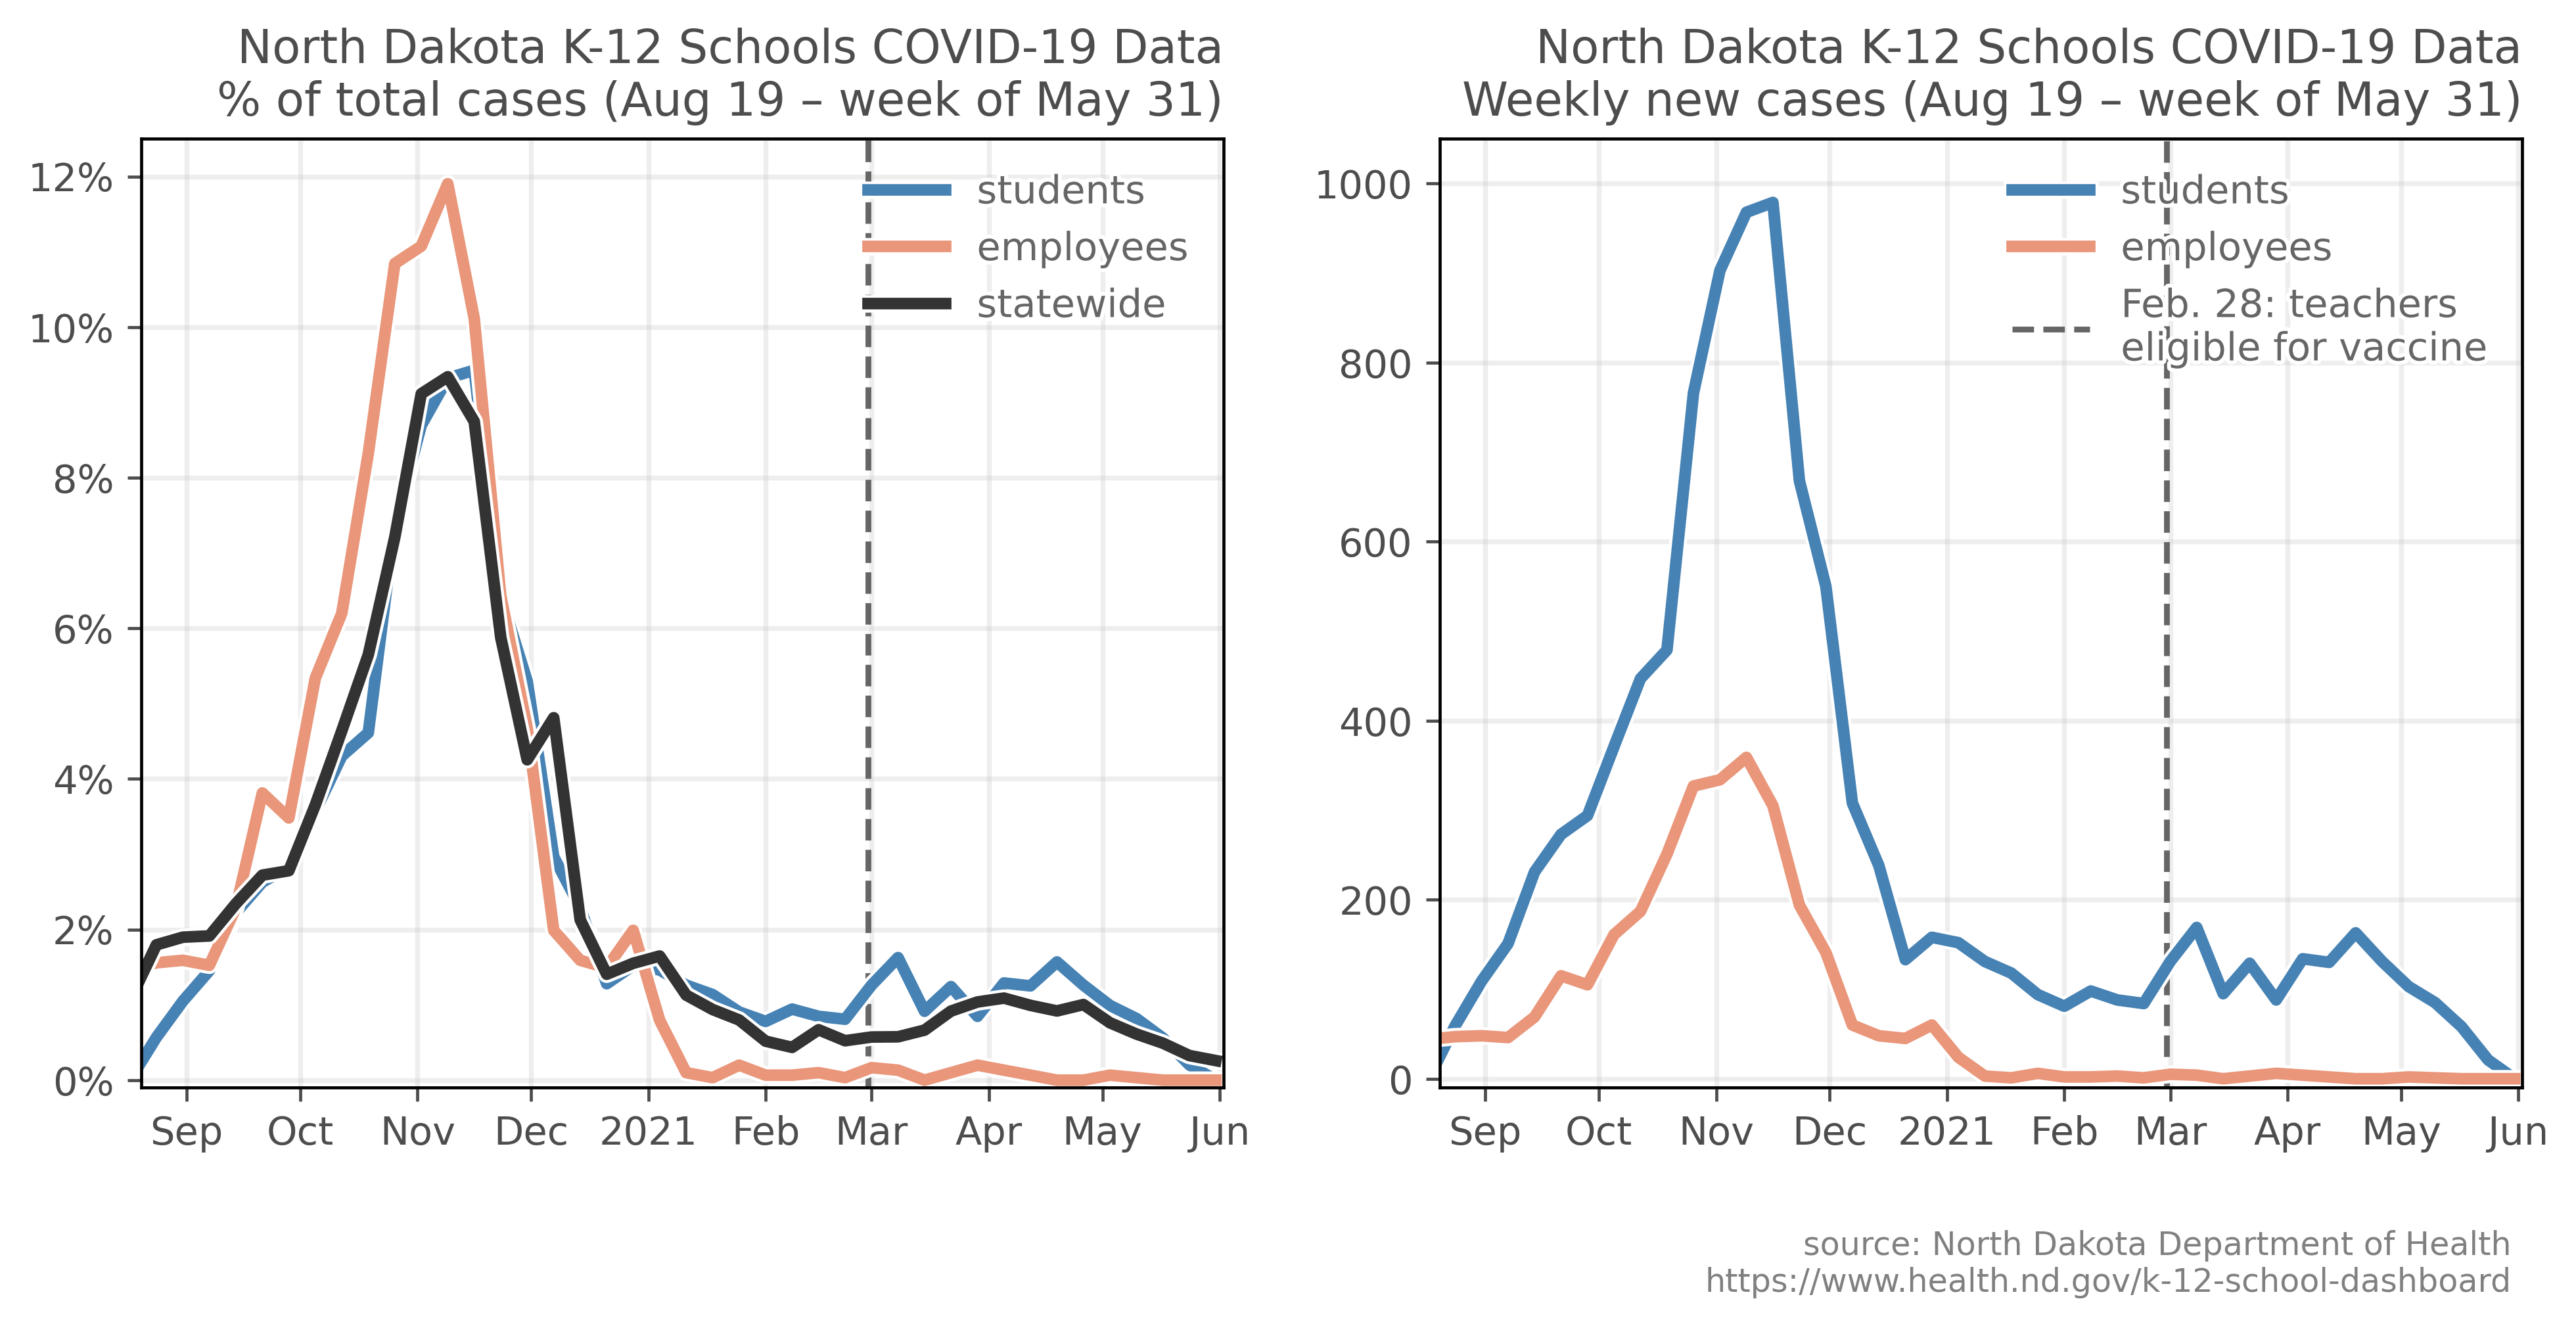 North Dakota K-12 Schools COVID-19 Data
% of total cases (Aug 19 – week of May 31)
12%
10%
8%
6%
4%
2%
0%
students
employees
statewide
Sep Oct Nov Dec 2021 Feb Mar Apr May Jun
North Dakota K-12 Schools COVID-19 Data
Weekly new cases (Aug 19 – week of May 31)
1000
800
600
400
200
0
students
employees
Feb. 28: teachers
eligible for vaccine
Sep Oct Nov Dec 2021 Feb Mar Apr May Jun
source: North Dakota Department of Health
https://www.health.nd.gov/k-12-school-dashboard